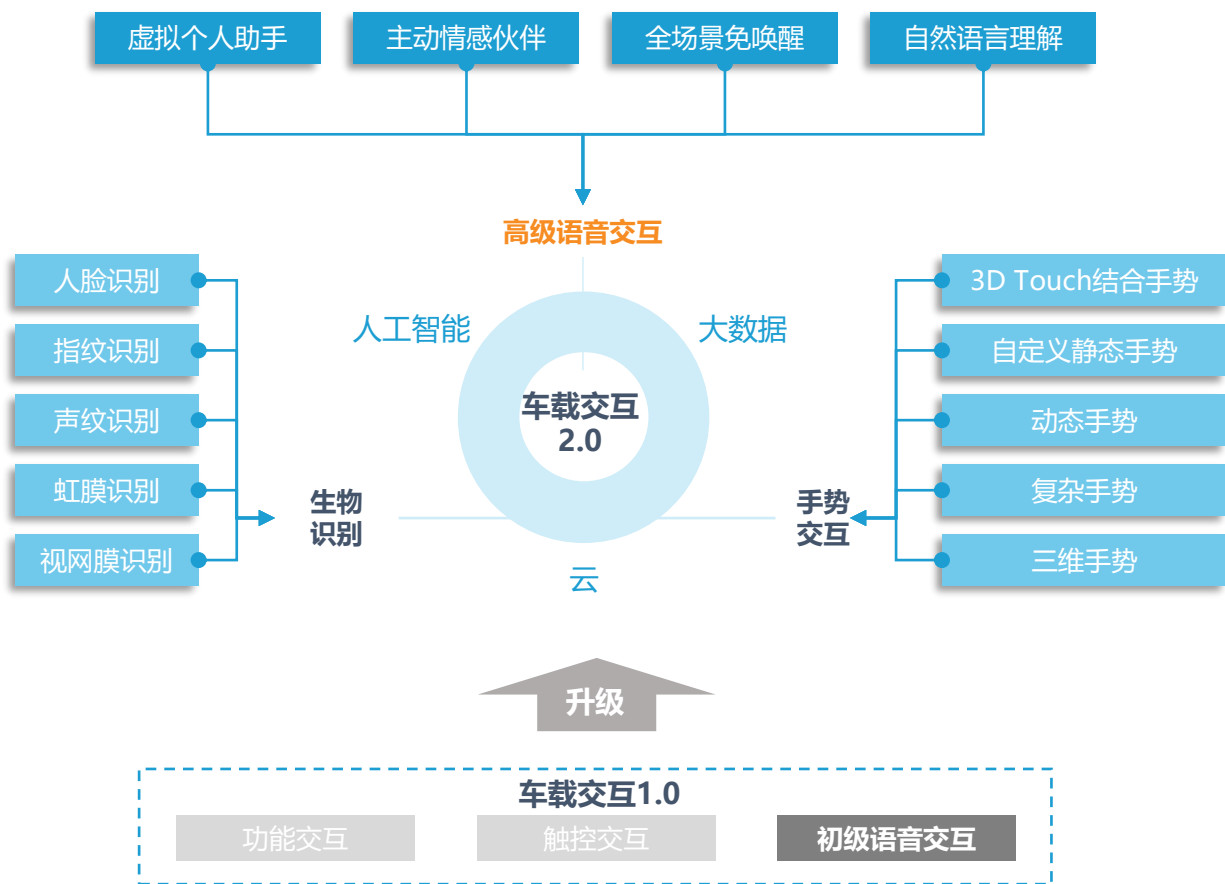 虚拟个人助手
主动情感伙伴
全场景免唤醒
自然语言理解
高级语音交互
人脸识别
指纹识别
声纹识别
虹膜识别
视网膜识别
生物
识别
人工智能
大数据
车载交互
2.0
云
手势
交互
3D Touch结合手势
自定义静态手势
动态手势
复杂手势
三维手势
升级
车载交互1.0
功能交互
触控交互
初级语音交互